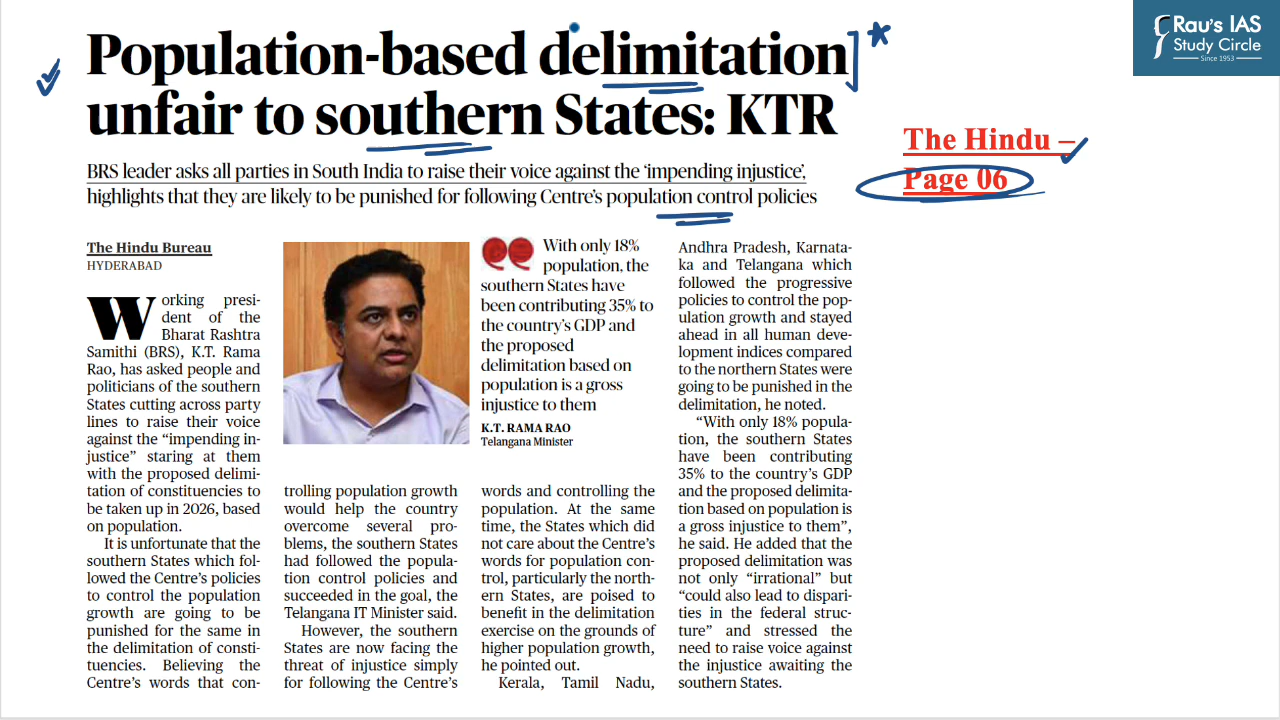 Population-based delimitation
unfair to southern States: KTR
BRS leader asks all parties in South India to raise their voice against the ‘impending injustice’,
highlights that they are likely to be punished for following Centre’s population control policies
Rau's IAS
Study Circle
Since 1953
The Hindu –
Page 06
The Hindu Bureau
HYDERABAD
Working presi-
dent of the
Bharat Rashtra
Samithi (BRS), K.T. Rama
Rao, has asked people and
politicians of the southern
States cutting across party
lines to raise their voice
against the “impending in-
justice” staring at them
with the proposed delimi-
tation of constituencies to
be taken up in 2026, based
on population.
It is unfortunate that the
southern States which fol-
lowed the Centre’s policies
to control the population
growth are going to be
punished for the same in
the delimitation of consti-
tuencies. Believing the
Centre’s words that con-
trolling population growth
would help the country
overcome several pro-
blems, the southern States
had followed the popula-
tion control policies and
succeeded in the goal, the
Telangana IT Minister said.
However, the southern
States are now facing the
threat of injustice simply
for following the Centre’s
With only 18%
population, the
southern States have
been contributing 35% to
the country’s GDP and
the proposed
delimitation based on
population is a gross
injustice to them
K.T. RAMA RAO
Telangana Minister
words and controlling the
population. At the same
time, the States which did
not care about the Centre’s
words for population con-
trol, particularly the north-
ern States, are poised to
benefit in the delimitation
exercise on the grounds of
higher population growth,
he pointed out.
Kerala, Tamil Nadu,
Andhra Pradesh, Karnata-
ka and Telangana which
followed the progressive
policies to control the pop-
ulation growth and stayed
ahead in all human deve-
lopment indices compared
to the northern States were
going to be punished in the
delimitation, he noted.
“With only 18% popula-
tion, the southern States
have been contributing
35% to the country’s GDP
and the proposed delimita-
tion based on population is
a gross injustice to them”,
he said. He added that the
proposed delimitation was
not only “irrational” but
“could also lead to dispari-
ties in the federal struc-
ture” and stressed the
need to raise voice against
the injustice awaiting the
southern States.